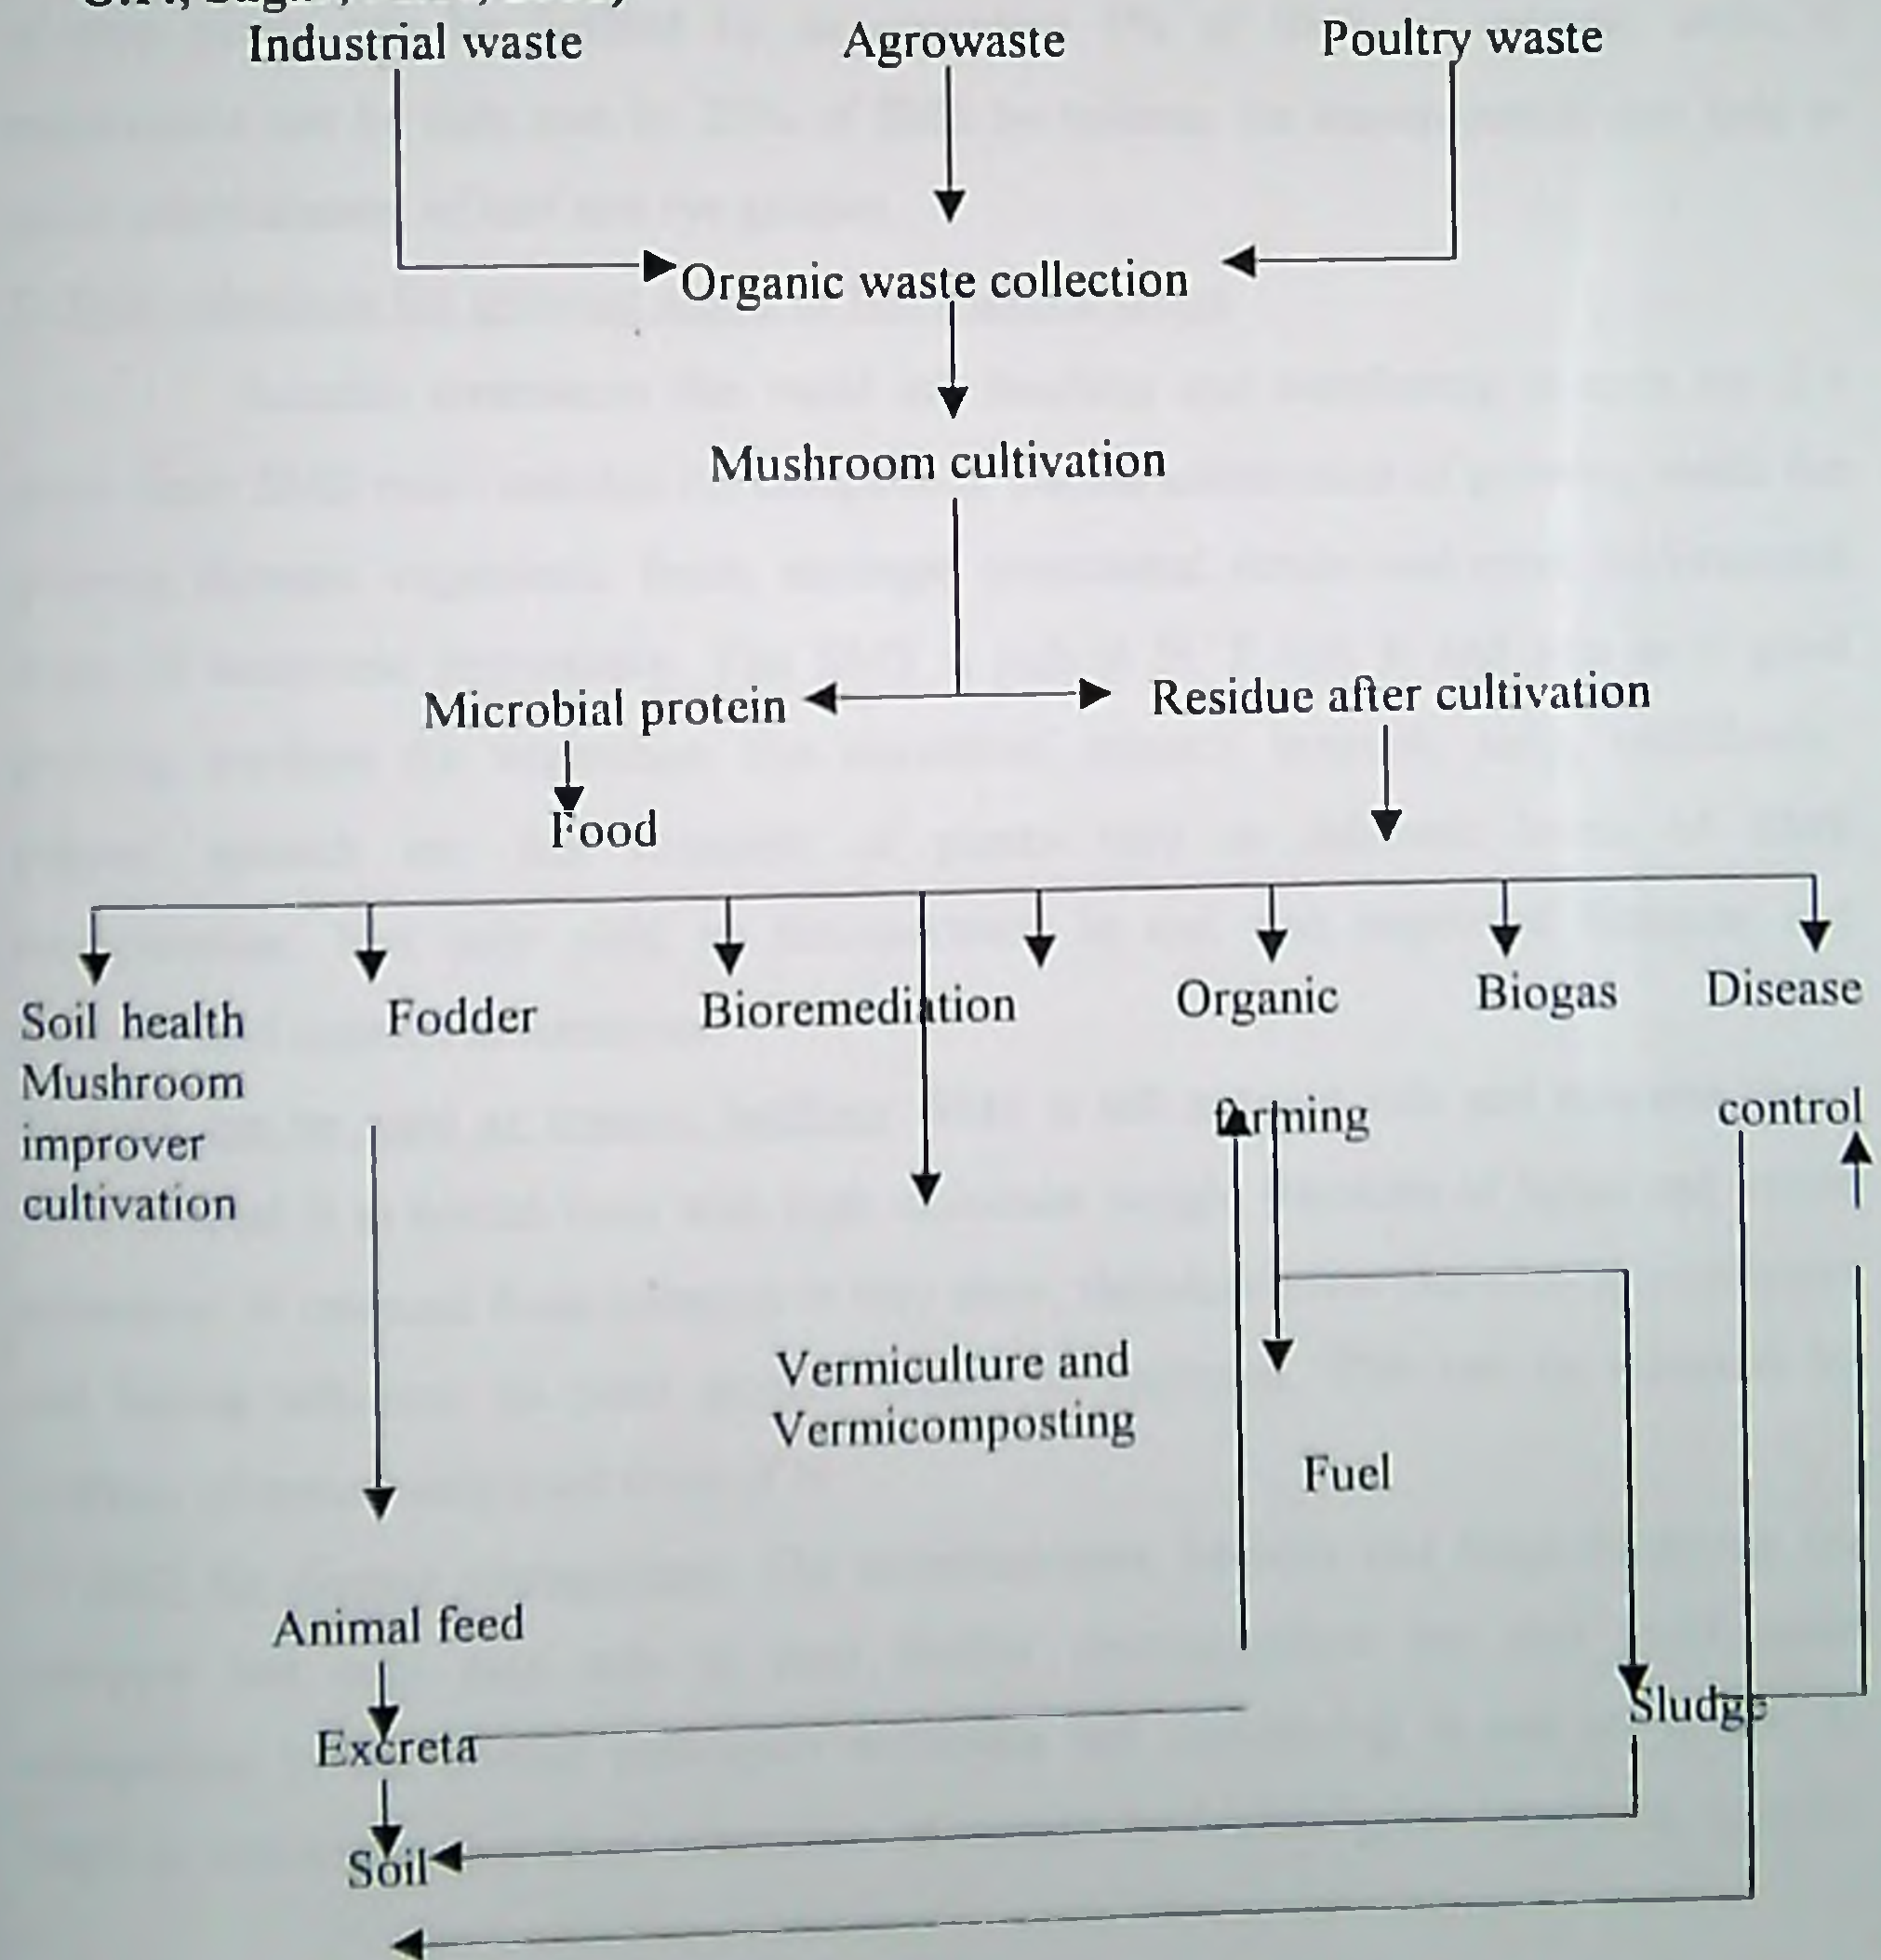 Industrial waste Agrowaste Poultry waste
Organic waste collection
Mushroom cultivation
Microbial protein Residue after cultivation
Food
Soil health Fodder Bioremediation Organic Biogas Disease
Mushroom
improver farming control
cultivation
Vermiculture and
Vermicomposting
Fuel
Animal feed
Sludge
Excreta
Soil